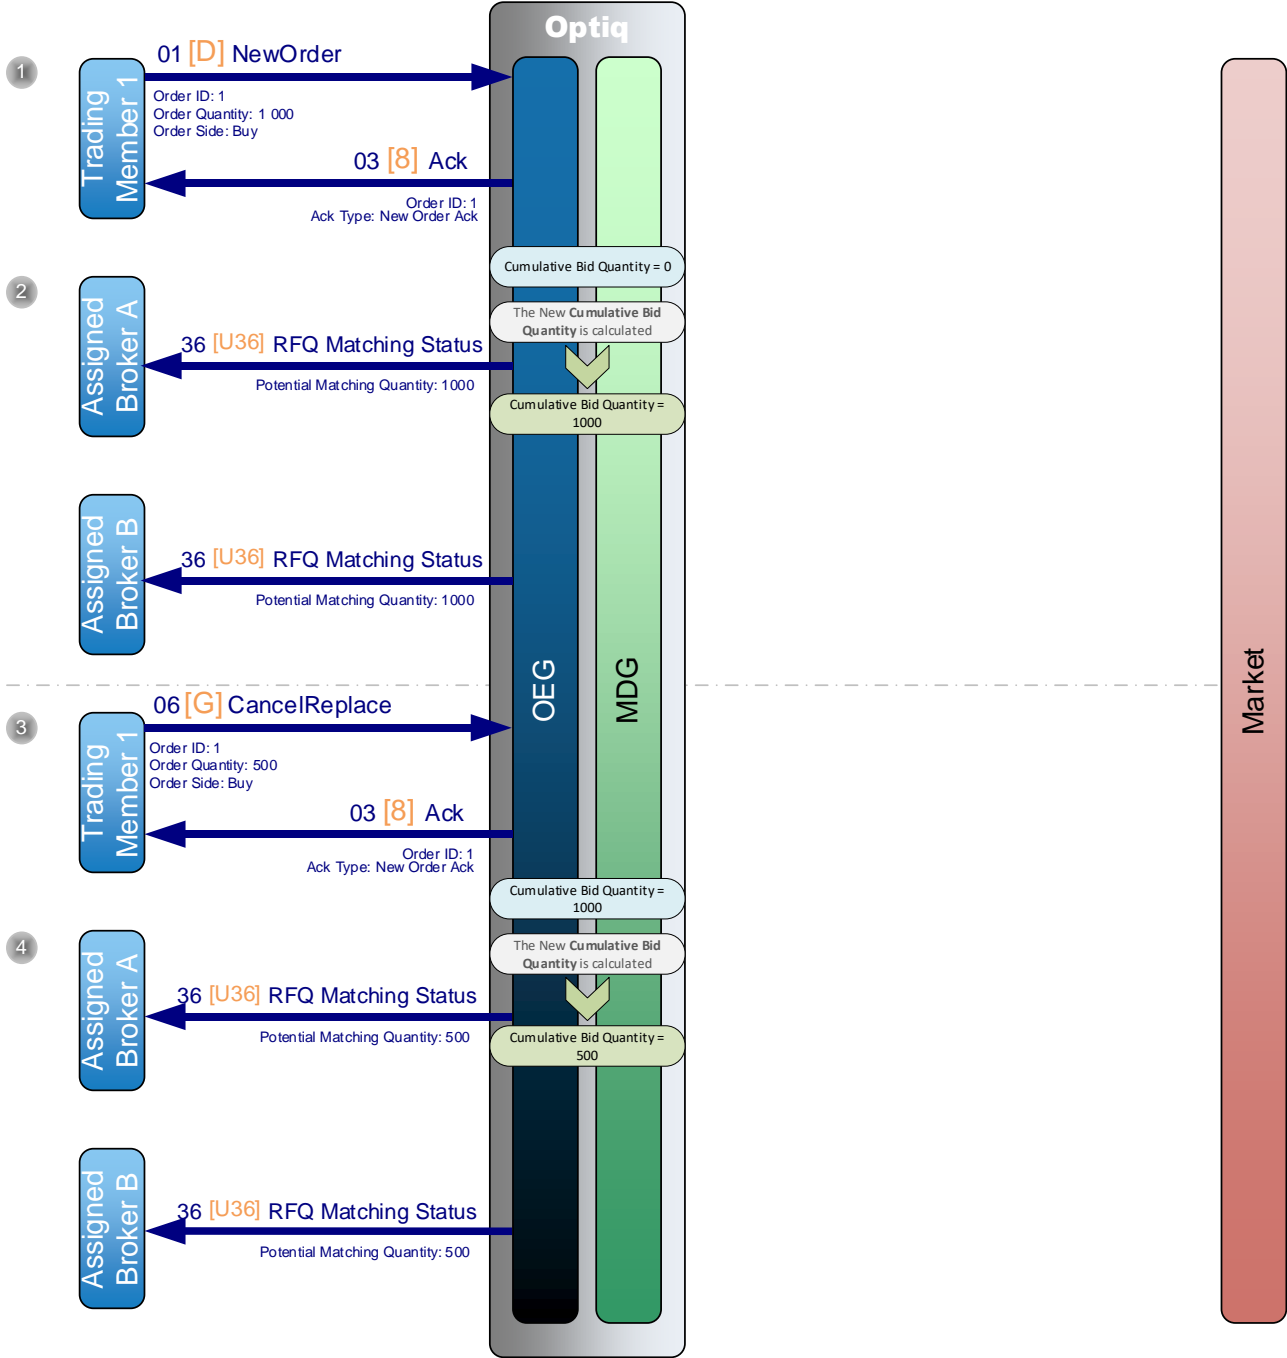 Optiq
1
Trading
Member 1
01 [D] NewOrder
Order ID: 1
Order Quantity: 1 000
Order Side: Buy
03 [8] Ack
Order ID: 1
Ack Type: New Order Ack
Cumulative Bid Quantity = 0
2
Assigned
Broker A
The New Cumulative Bid
Quantity is calculated
36 [U36] RFQ Matching Status
Potential Matching Quantity: 1000
Cumulative Bid Quantity =
1000
Assigned
Broker B
36 [U36] RFQ Matching Status
Potential Matching Quantity: 1000
OEG
MDG
Market
3
Trading
Member 1
06 [G] CancelReplace
Order ID: 1
Order Quantity: 500
Order Side: Buy
03 [8] Ack
Order ID: 1
Ack Type: New Order Ack
Cumulative Bid Quantity =
1000
4
Assigned
Broker A
The New Cumulative Bid
Quantity is calculated
36 [U36] RFQ Matching Status
Potential Matching Quantity: 500
Cumulative Bid Quantity =
500
Assigned
Broker B
36 [U36] RFQ Matching Status
Potential Matching Quantity: 500